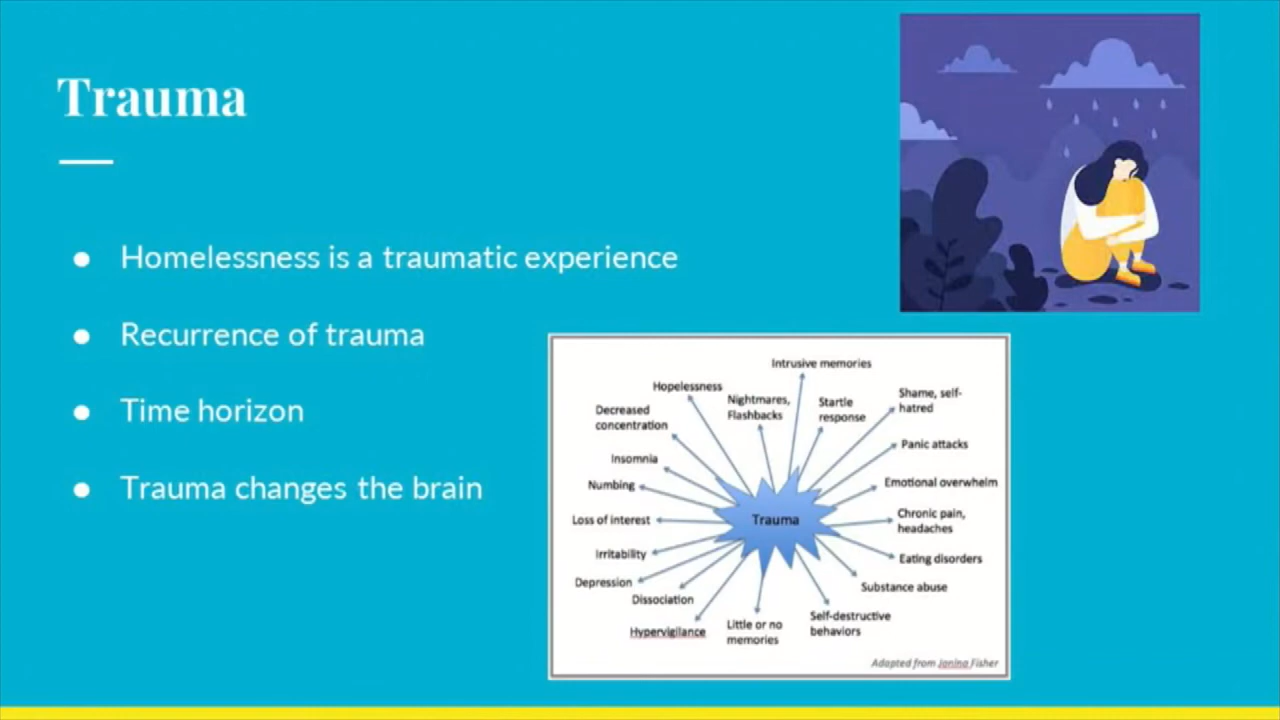 Trauma
● Homelessness is a traumatic experience
● Recurrence of trauma
● Time horizon
● Trauma changes the brain
Intrusive memories
Hopelessness
Nightmares,
Flashbacks
Startle
response
Shame, self-
hatred
Decreased
concentration
Panic attacks
Insomnia
Emotional overwhelm
Numbing
Chronic pain,
headaches
Loss of interest
Trauma
Irritability
Eating disorders
Depression
Substance abuse
Dissociation
Self-destructive
behaviors
Hypervigilance
Little or no
memories
Adapted from Janina Fisher